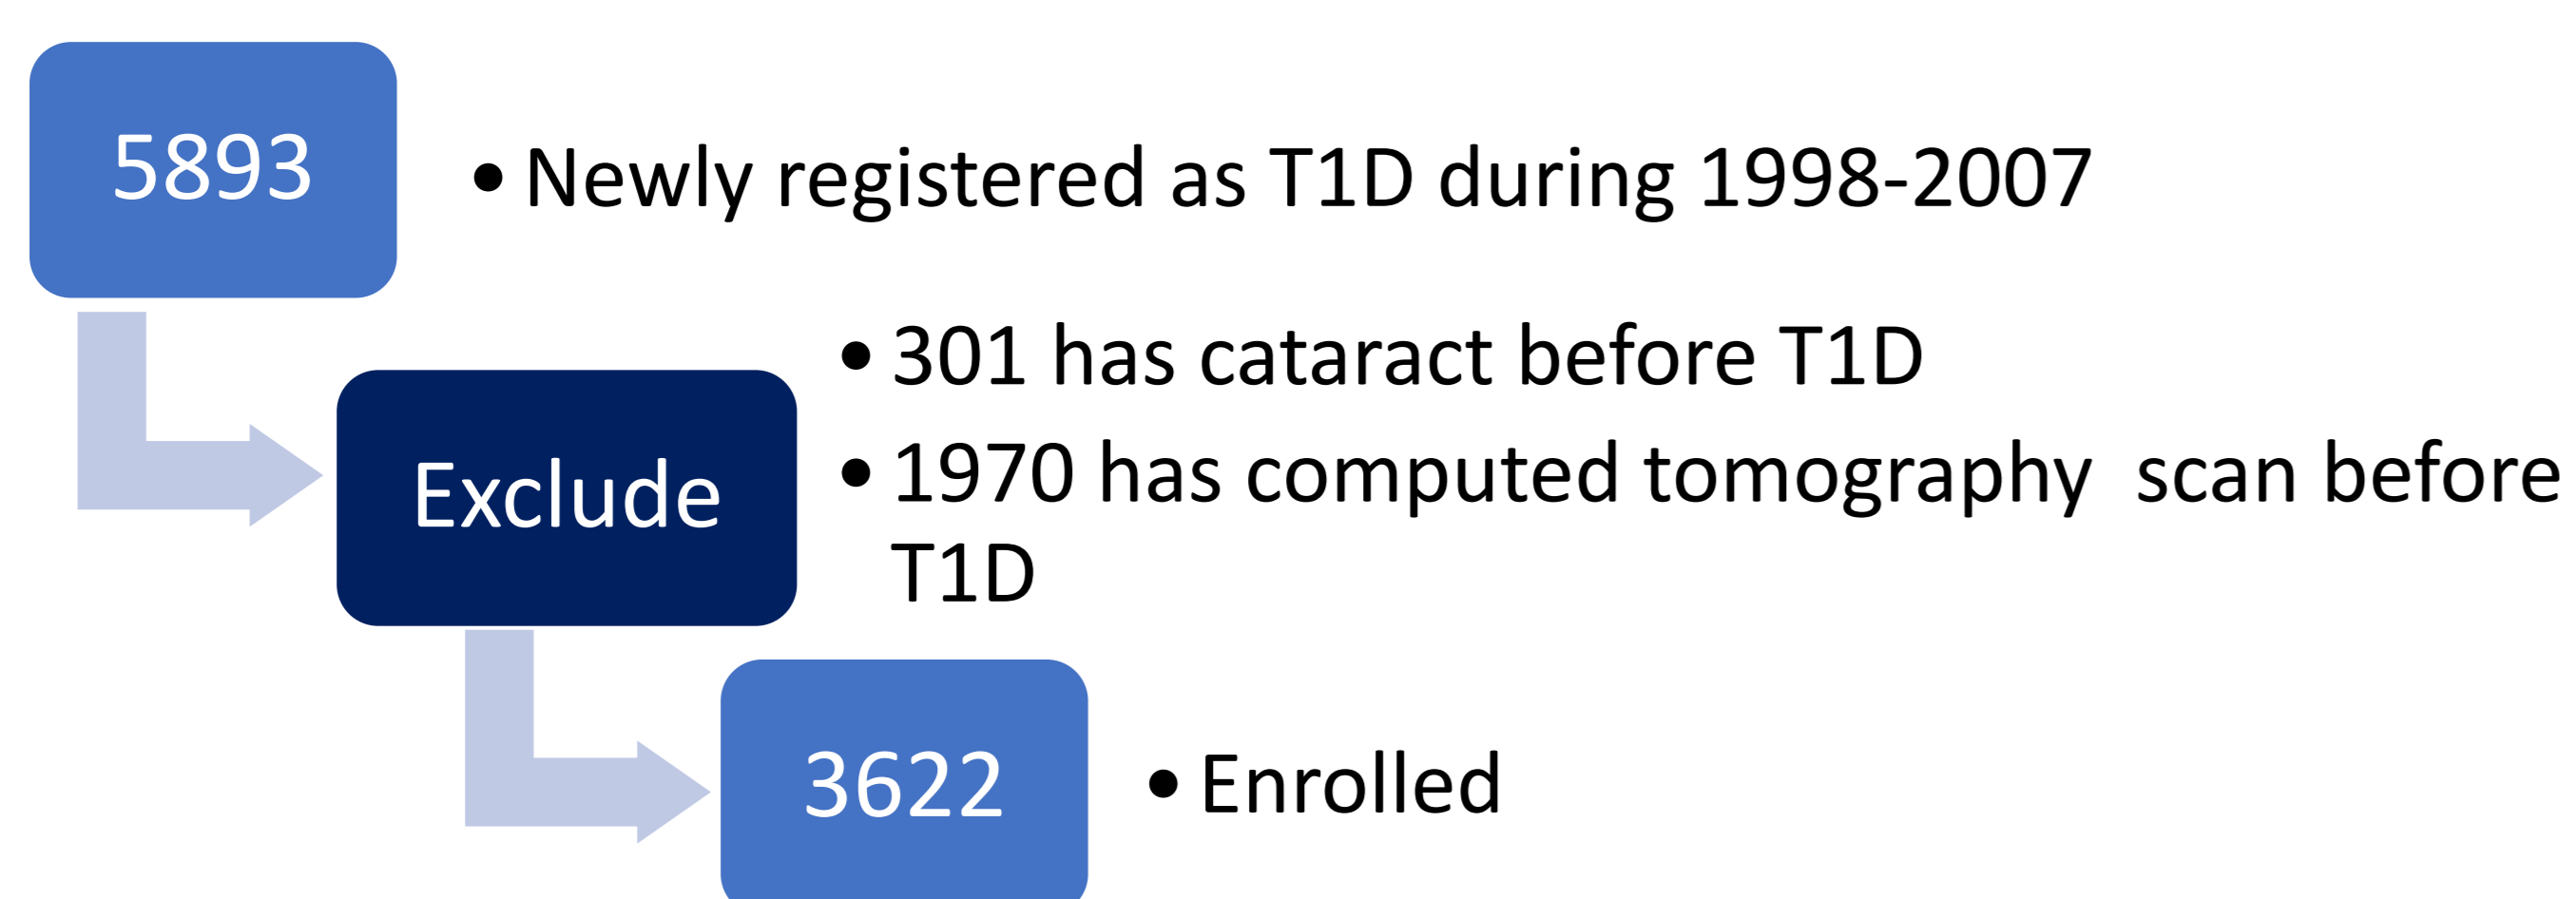 5893
• Newly registered as T1D during 1998-2007
Exclude
• 301 has cataract before T1D
• 1970 has computed tomography  scan before
T1D
3622
• Enrolled